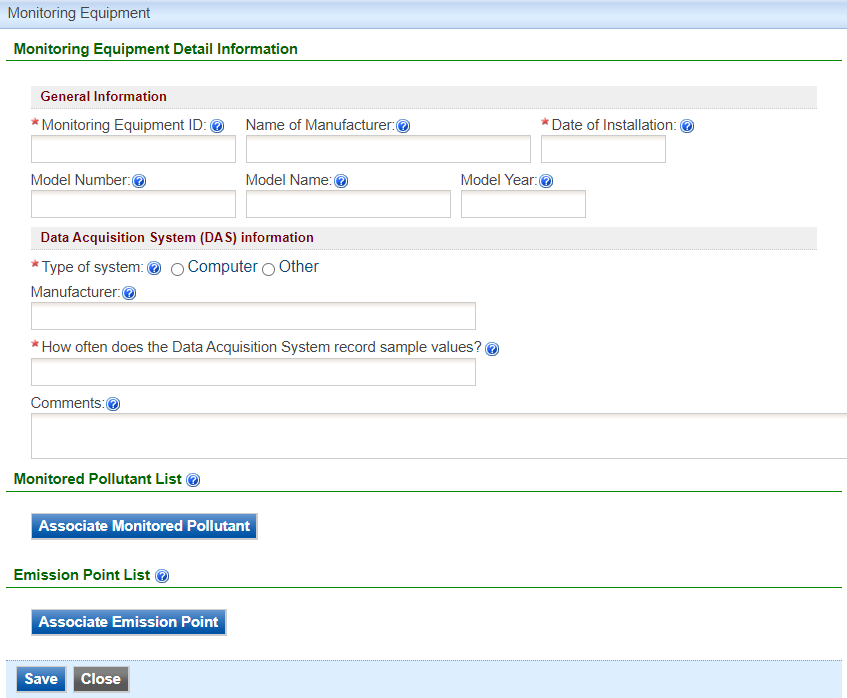 Monitoring Equipment
Monitoring Equipment Detail Information
General Information
* Monitoring Equipment ID: Name of Manufacturer: * Date of Installation:
Model Number: Model Name: Model Year:
Data Acquisition System (DAS) information
* Type of system: Computer Other
Manufacturer:
* How often does the Data Acquisition System record sample values?
Comments:
Monitored Pollutant List
Associate Monitored Pollutant
Emission Point List
Associate Emission Point
Save Close